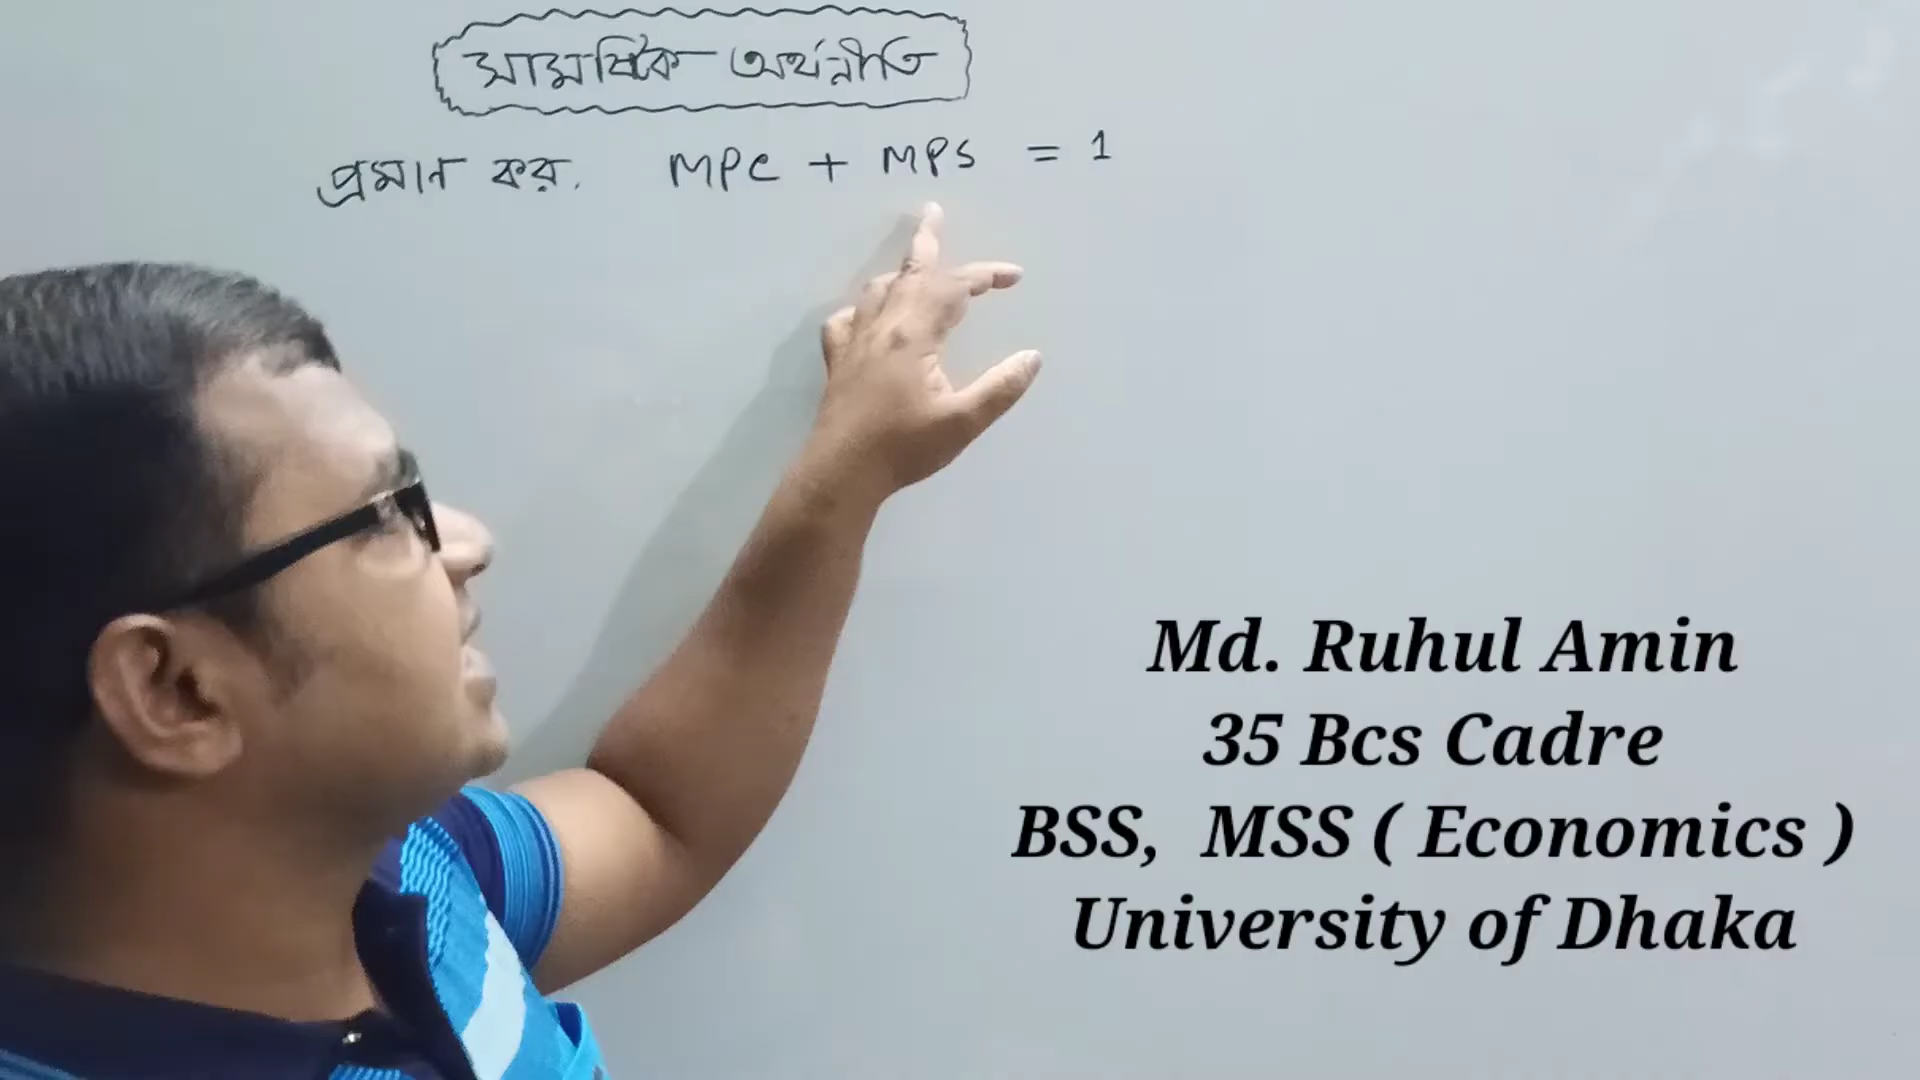 সামষ্টিক অর্থনীতি
প্রমাণ কর. MPC + MPS = 1
Md. Ruhul Amin
35 Bcs Cadre
BSS, MSS ( Economics )
University of Dhaka